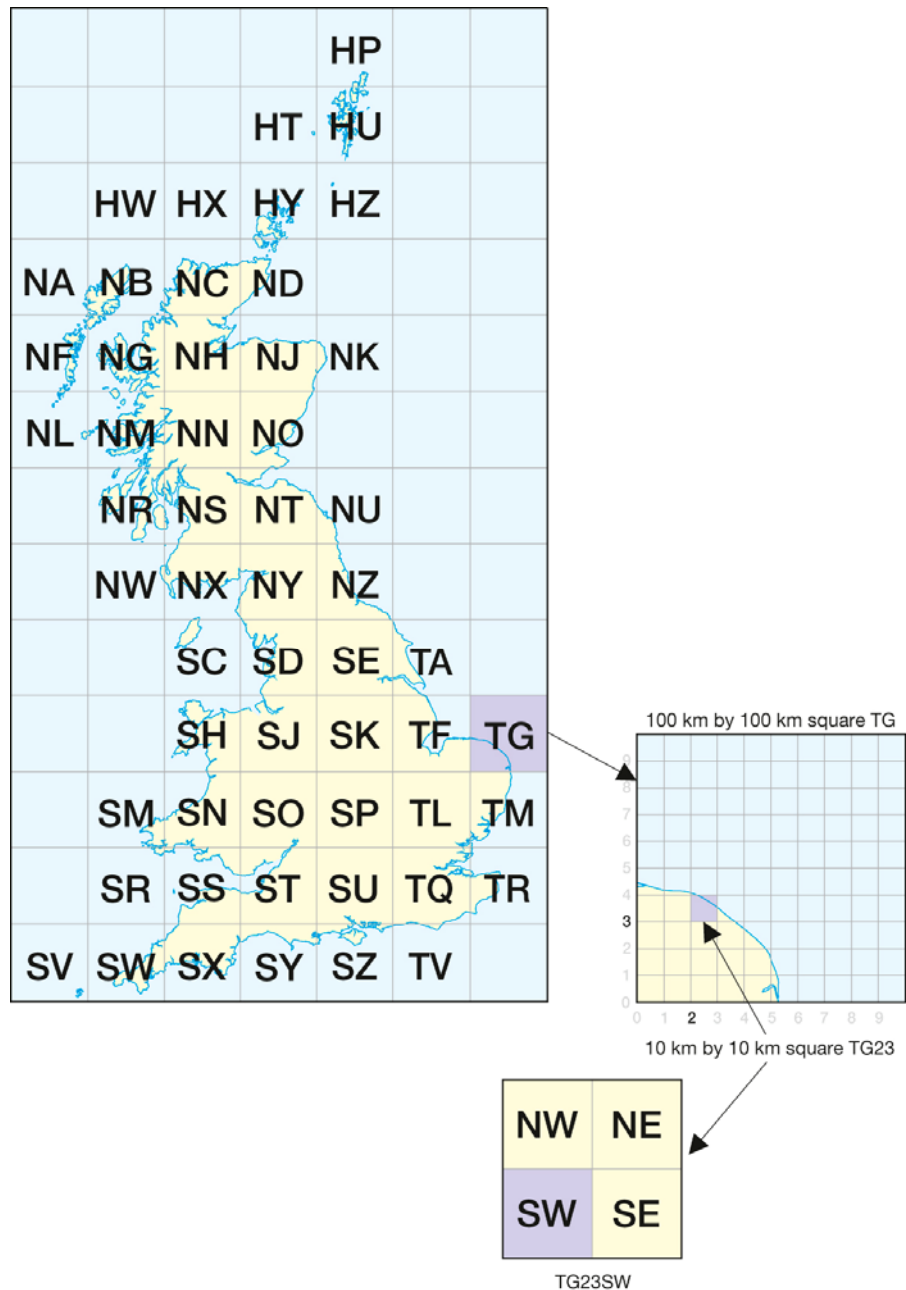 HP
HT HU
HW HX HY HZ
NA NB NC ND
NF NG NH NJ NK
NL NM NN NO
NR NS NT NU
NW NX NY NZ
SC SD SE TA
SH SJ SK TF TG
SM SN SO SP TL TM
SR SS ST SU TQ TR
SV SW SX SY SZ TV
100 km by 100 km square TG
9
8
7
6
5
4
3
2
1
0
0 1 2 3 4 5 6 7 8 9
10 km by 10 km square TG23
NW NE
SW SE
TG23SW